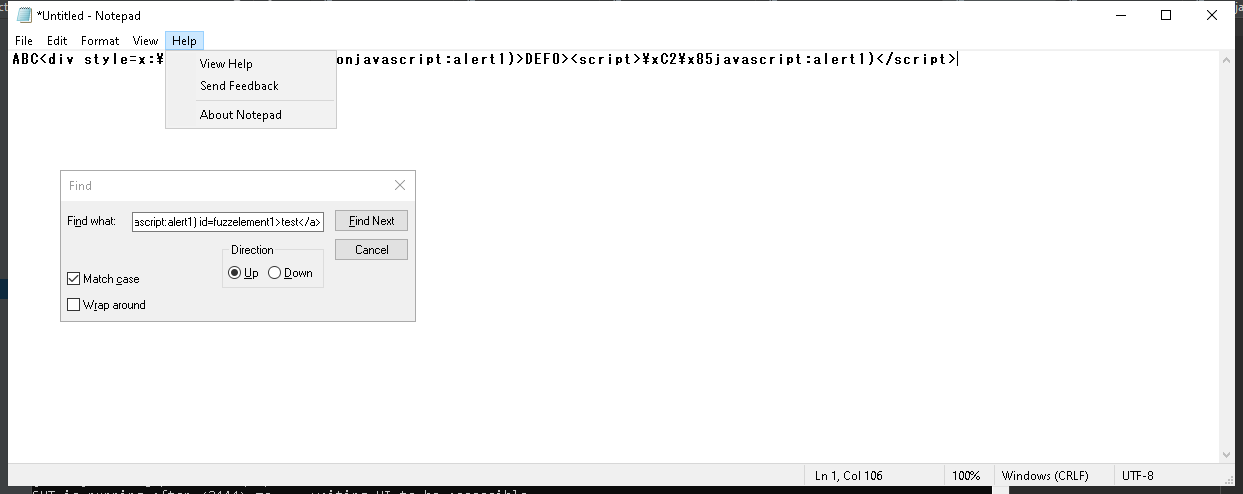 *Untitled - Notepad
File Edit Format View Help
ABC<div style=x:¥ onjavascript:alert1)>DEFO><script>¥xC2¥x85javascript:alert1)</script>
View Help
Send Feedback
About Notepad
Find
Find what: ascript:alert1) id=fuzzelement1>test</a> Find Next
Direction Cancel
Up Down
Match case
Wrap around
Ln 1, Col 106 100% Windows (CRLF) UTF-8